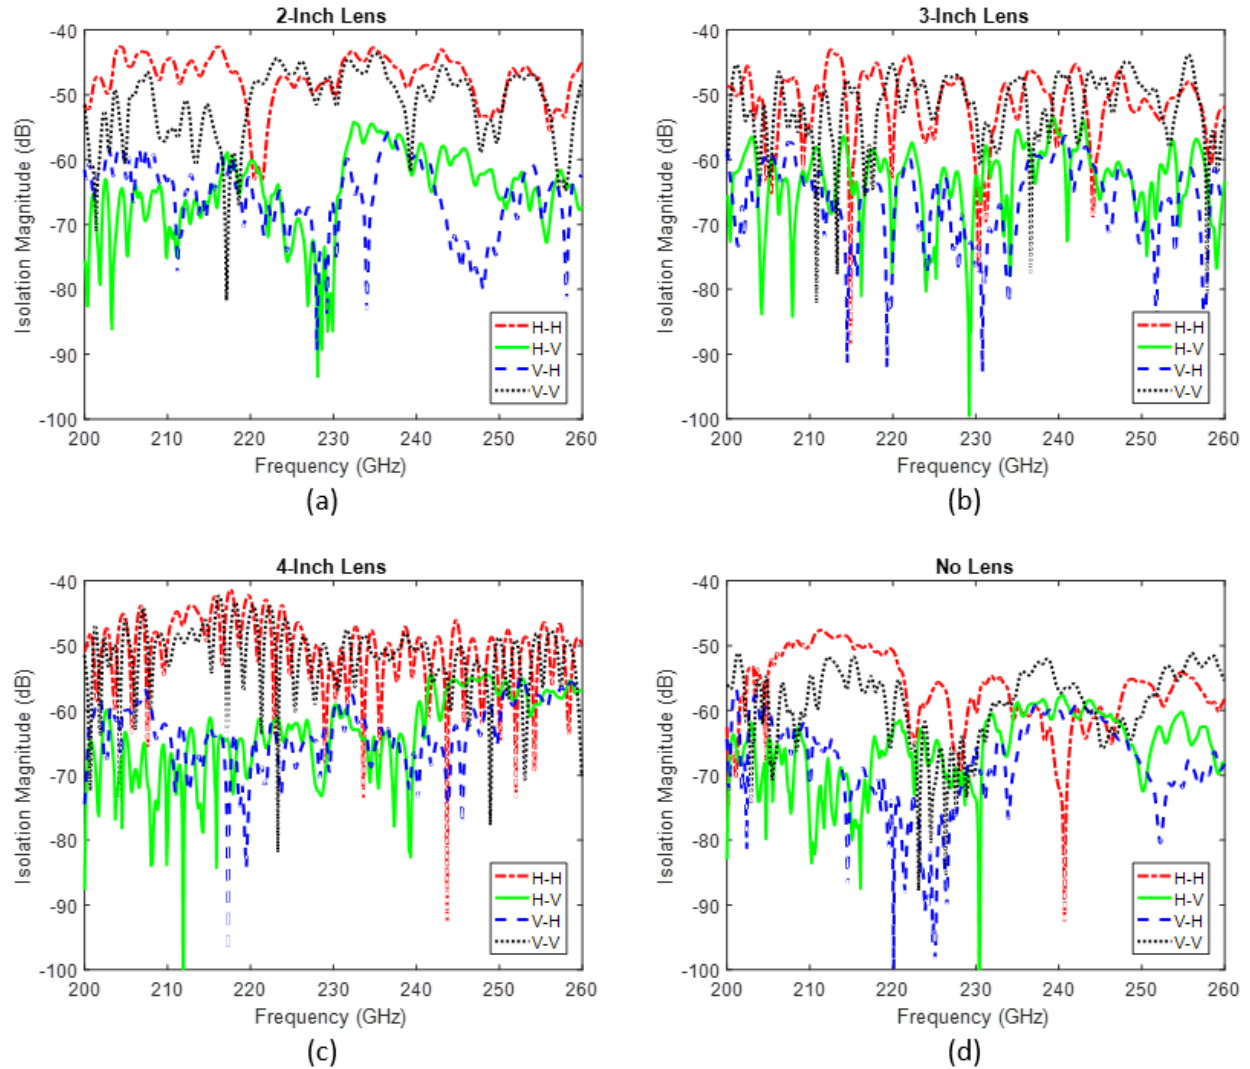 2-Inch Lens
-40
-50
-60
-70
-80
-90
-100
Isolation Magnitude (dB)
H-H
H-V
V-H
V-V
200 210 220 230 240 250 260
Frequency (GHz)
(a)
3-Inch Lens
-40
-50
-60
-70
-80
-90
-100
Isolation Magnitude (dB)
H-H
H-V
V-H
V-V
200 210 220 230 240 250 260
Frequency (GHz)
(b)
4-Inch Lens
-40
-50
-60
-70
-80
-90
-100
Isolation Magnitude (dB)
H-H
H-V
V-H
V-V
200 210 220 230 240 250 260
Frequency (GHz)
(c)
No Lens
-40
-50
-60
-70
-80
-90
-100
Isolation Magnitude (dB)
H-H
H-V
V-H
V-V
200 210 220 230 240 250 260
Frequency (GHz)
(d)